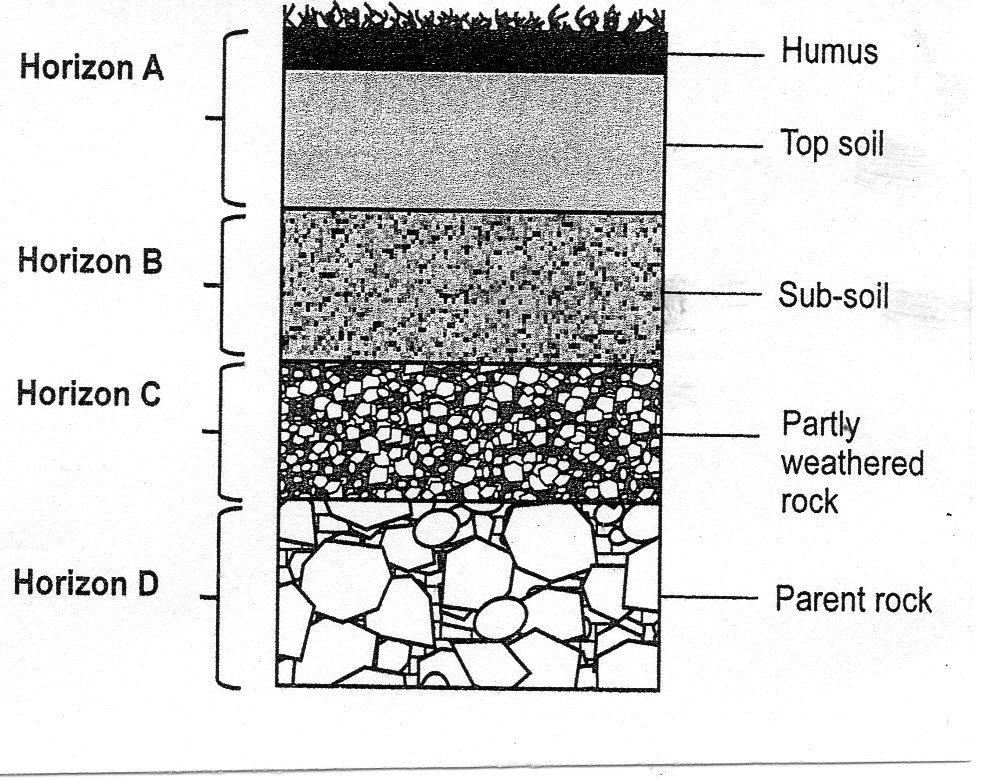 Horizon A
Humus
Top soil
Horizon B
Sub-soil
Horizon C
Partly
weathered
rock
Horizon D
Parent rock